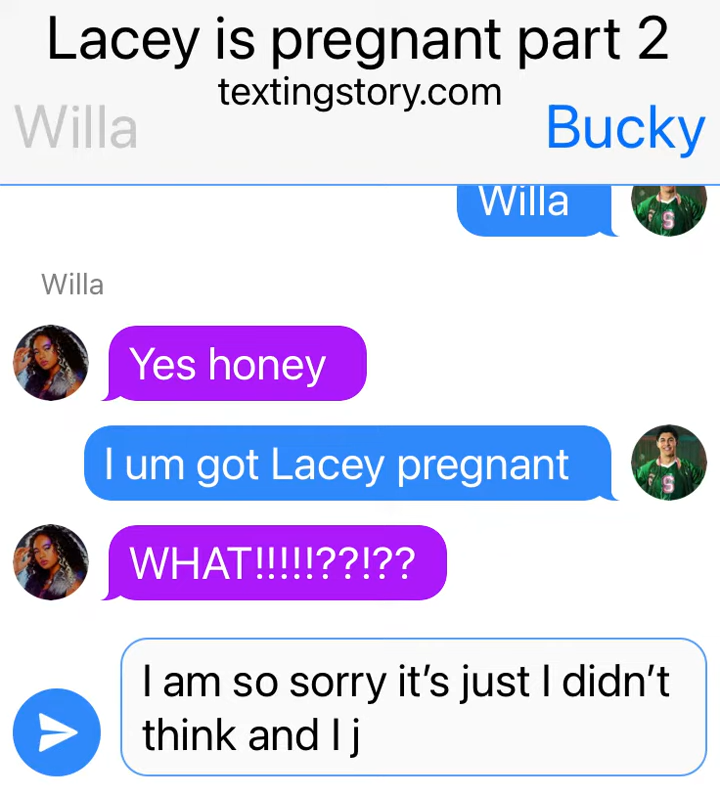 Lacey is pregnant part 2
textingstory.com
Willa
Bucky
Willa
Willa
Yes honey
I um got Lacey pregnant
WHAT!!!!!??!??
I am so sorry it’s just I didn’t
think and I j